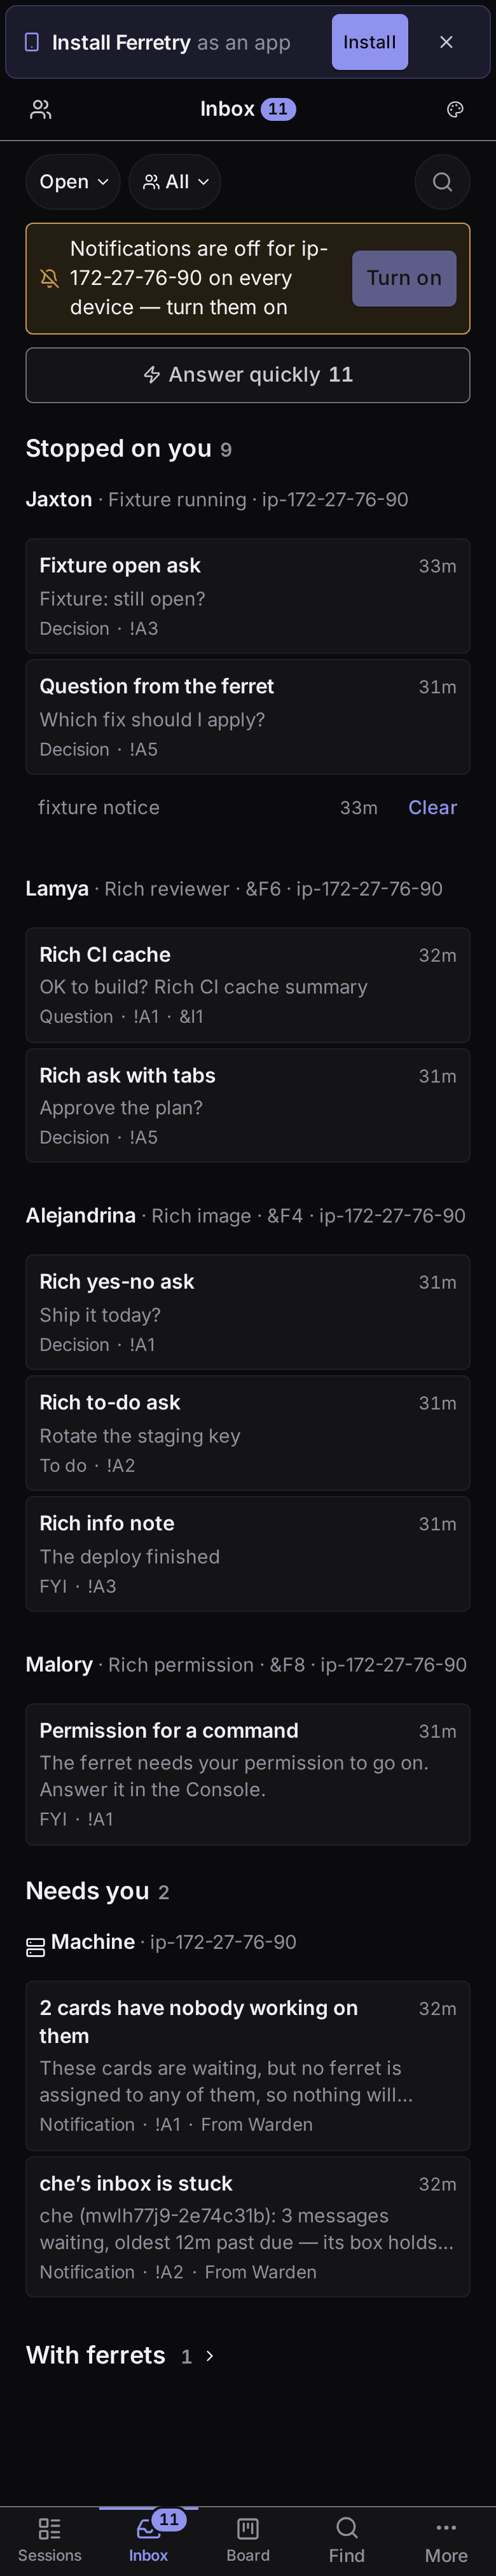 Install Ferretry as an app Install
Inbox 11
Open All
Notifications are off for ip-
172-27-76-90 on every
device — turn them on
Turn on
Answer quickly 11
Stopped on you 9
Jaxton · Fixture running · ip-172-27-76-90
Fixture open ask 33m
Fixture: still open?
Decision · !A3
Question from the ferret 31m
Which fix should I apply?
Decision · !A5
fixture notice 33m Clear
Lamya · Rich reviewer · &F6 · ip-172-27-76-90
Rich CI cache 32m
OK to build? Rich CI cache summary
Question · !A1 · &I1
Rich ask with tabs 31m
Approve the plan?
Decision · !A5
Alejandrina · Rich image · &F4 · ip-172-27-76-90
Rich yes-no ask 31m
Ship it today?
Decision · !A1
Rich to-do ask 31m
Rotate the staging key
To do · !A2
Rich info note 31m
The deploy finished
FYI · !A3
Malory · Rich permission · &F8 · ip-172-27-76-90
Permission for a command 31m
The ferret needs your permission to go on.
Answer it in the Console.
FYI · !A1
Needs you 2
Machine · ip-172-27-76-90
2 cards have nobody working on 32m
them
These cards are waiting, but no ferret is
assigned to any of them, so nothing will...
Notification · !A1 · From Warden
che’s inbox is stuck 32m
che (mwlh77j9-2e74c31b): 3 messages
waiting, oldest 12m past due — its box holds...
Notification · !A2 · From Warden
With ferrets 1
11
Sessions Inbox Board Find More